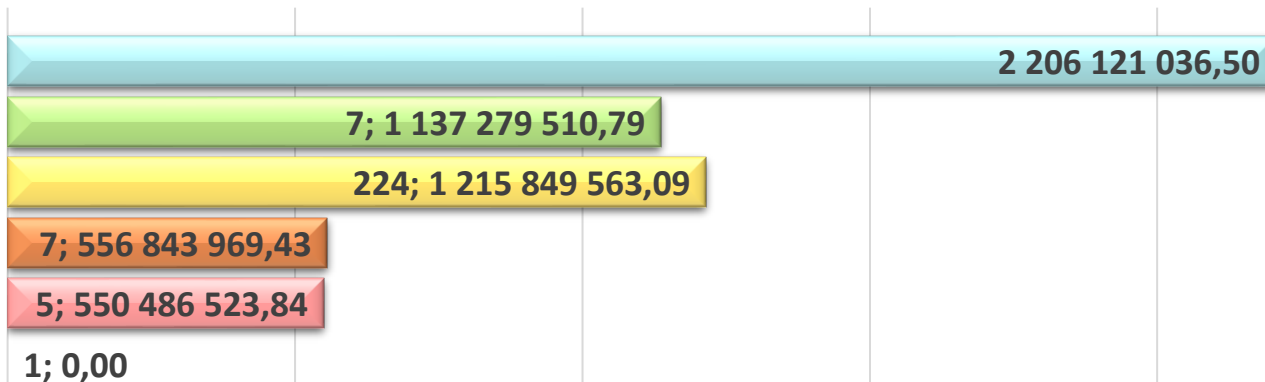 2 206 121 036,50
7; 1 137 279 510,79
224; 1 215 849 563,09
7; 556 843 969,43
5; 550 486 523,84
1; 0,00